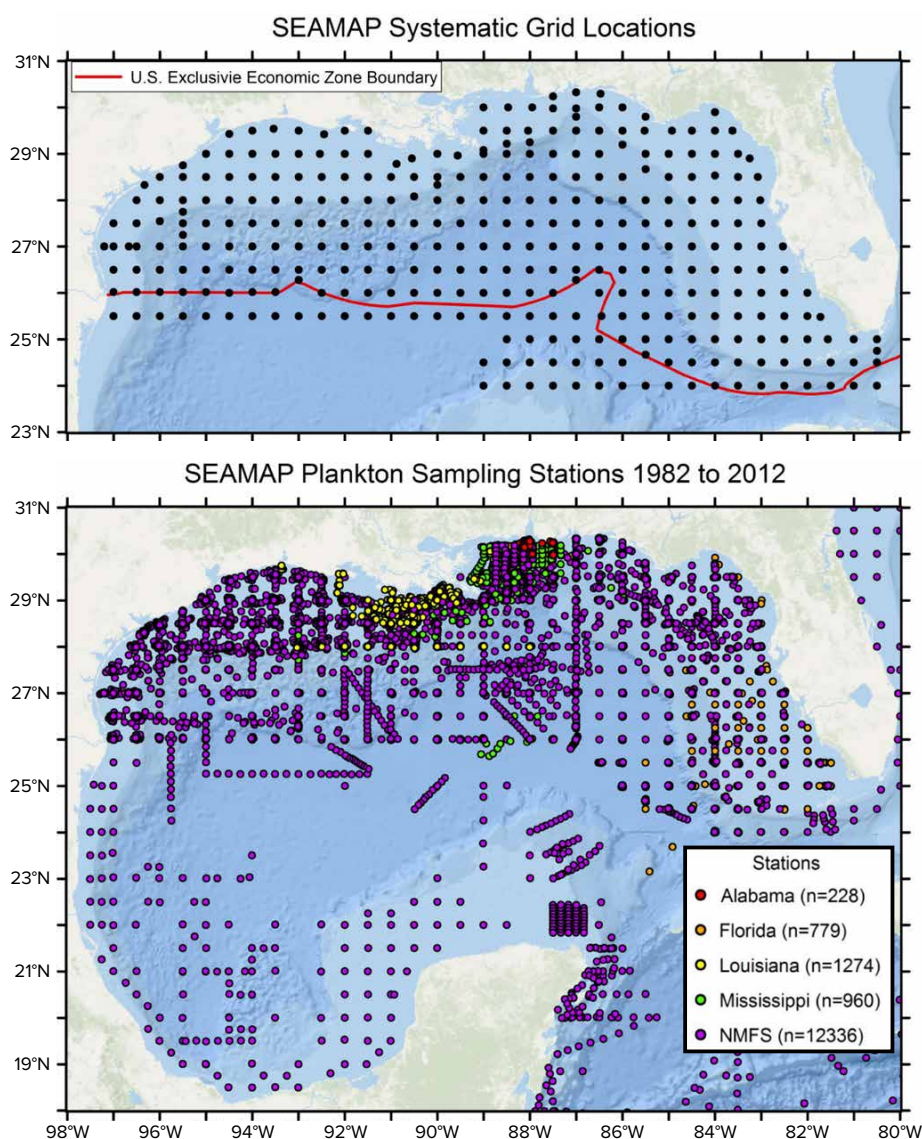 SEAMAP Systematic Grid Locations
31°N
U.S. Exclusivie Economic Zone Boundary
29°N
27°N
25°N
23°N
SEAMAP Plankton Sampling Stations 1982 to 2012
31°N
29°N
27°N
25°N
23°N
21°N
19°N
Stations
Alabama (n=228)
Florida (n=779)
Louisiana (n=1274)
Mississippi (n=960)
NMFS (n=12336)
98°W 96°W 94°W 92°W 90°W 88°W 86°W 84°W 82°W 80°W